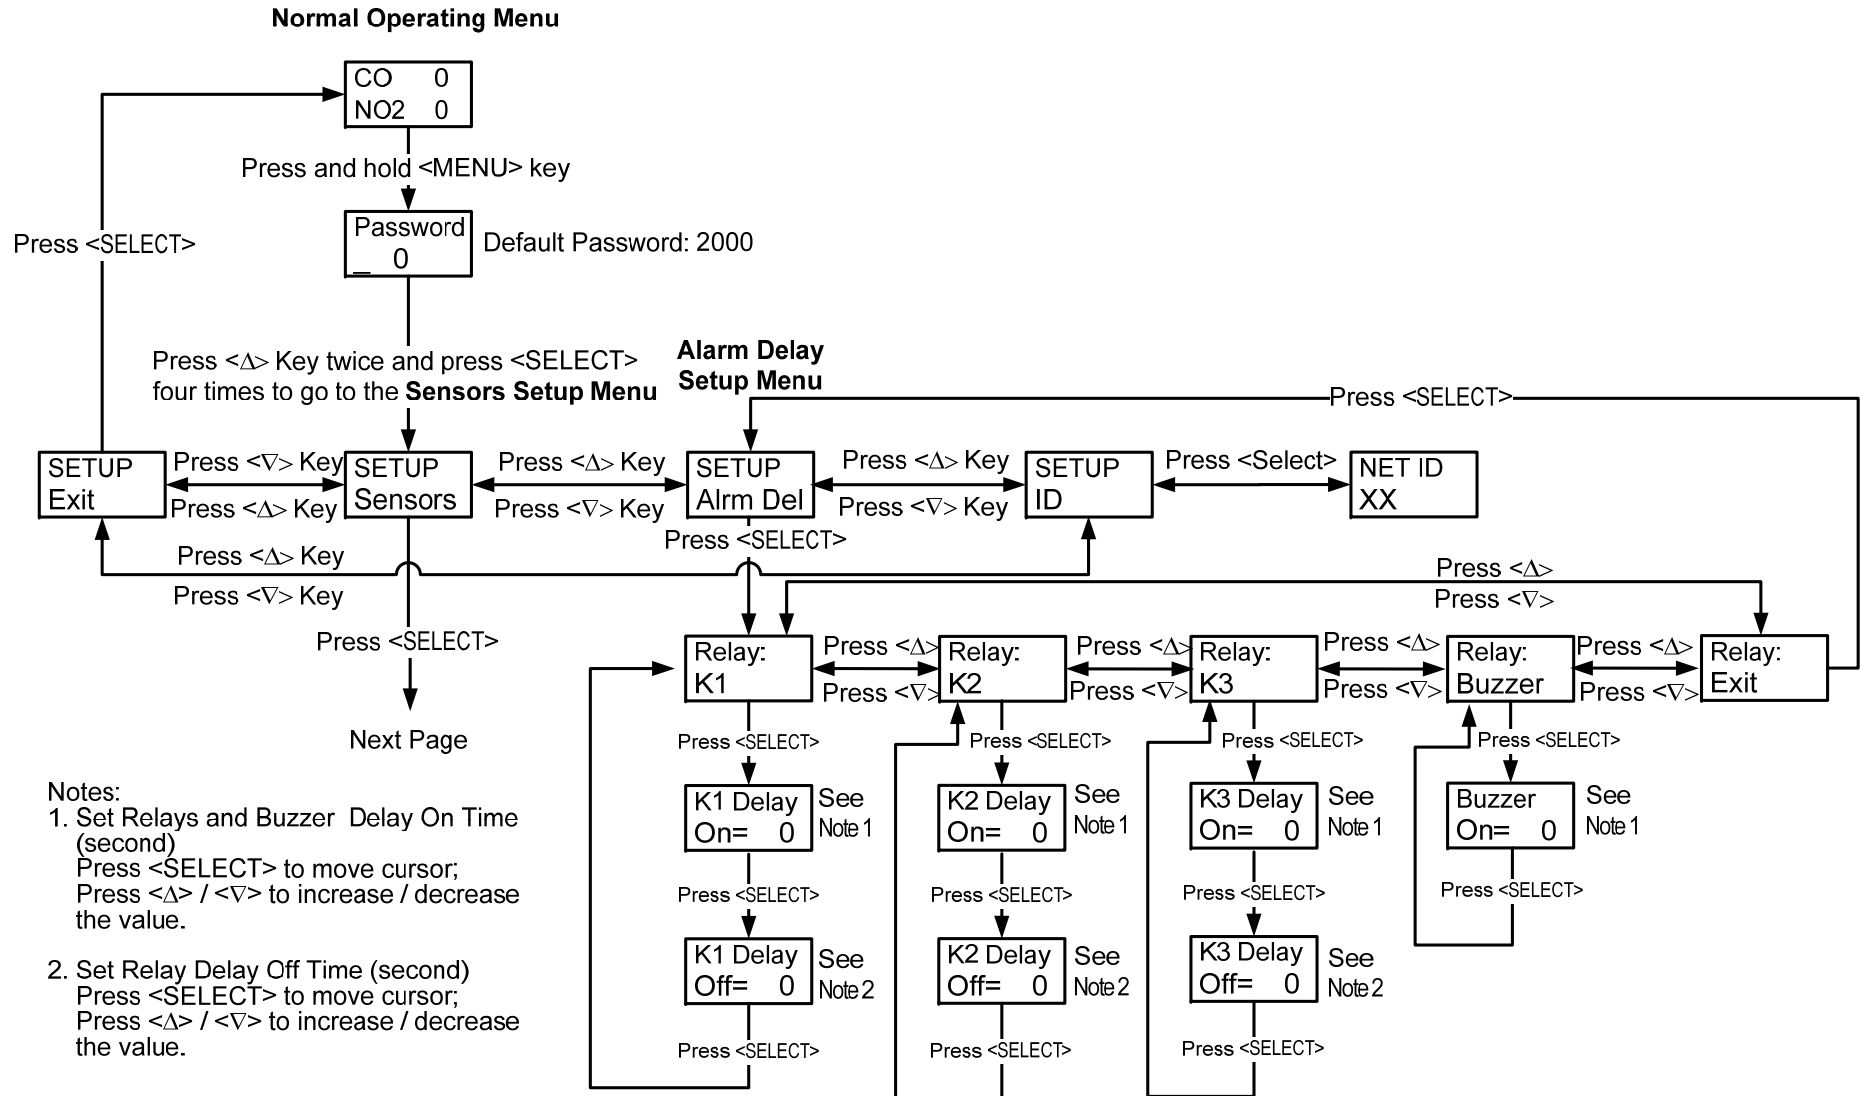 Normal Operating Menu
CO 0
NO2 0
Press and hold <MENU> key
Press <SELECT>
Password
_ 0
Default Password: 2000
Press <Δ> Key twice and press <SELECT>
four times to go to the Sensors Setup Menu
Alarm Delay
Setup Menu
Press <SELECT>
SETUP
Exit
Press <∇> Key
Press <Δ> Key
SETUP
Sensors
Press <Δ> Key
Press <∇> Key
SETUP
Alrm Del
Press <Δ> Key
Press <∇> Key
SETUP
ID
Press <Select>
NET ID
XX
Press <SELECT>
Press <Δ> Key
Press <∇> Key
Press <Δ>
Press <∇>
Press <SELECT>
Next Page
Relay:
K1
Press <Δ>
Press <∇>
Relay:
K2
Press <Δ>
Press <∇>
Relay:
K3
Press <Δ>
Press <∇>
Relay:
Buzzer
Press <Δ>
Press <∇>
Relay:
Exit
Press <SELECT>
Press <SELECT>
Press <SELECT>
Press <SELECT>
K1 Delay
On= 0
See
Note 1
K2 Delay
On= 0
See
Note 1
K3 Delay
On= 0
See
Note 1
Buzzer
On= 0
See
Note 1
Press <SELECT>
Press <SELECT>
Press <SELECT>
Press <SELECT>
K1 Delay
Off= 0
See
Note 2
K2 Delay
Off= 0
See
Note 2
K3 Delay
Off= 0
See
Note 2
Press <SELECT>
Press <SELECT>
Press <SELECT>
Notes:
1. Set Relays and Buzzer Delay On Time
(second)
Press <SELECT> to move cursor;
Press <Δ> / <∇> to increase / decrease
the value.
2. Set Relay Delay Off Time (second)
Press <SELECT> to move cursor;
Press <Δ> / <∇> to increase / decrease
the value.